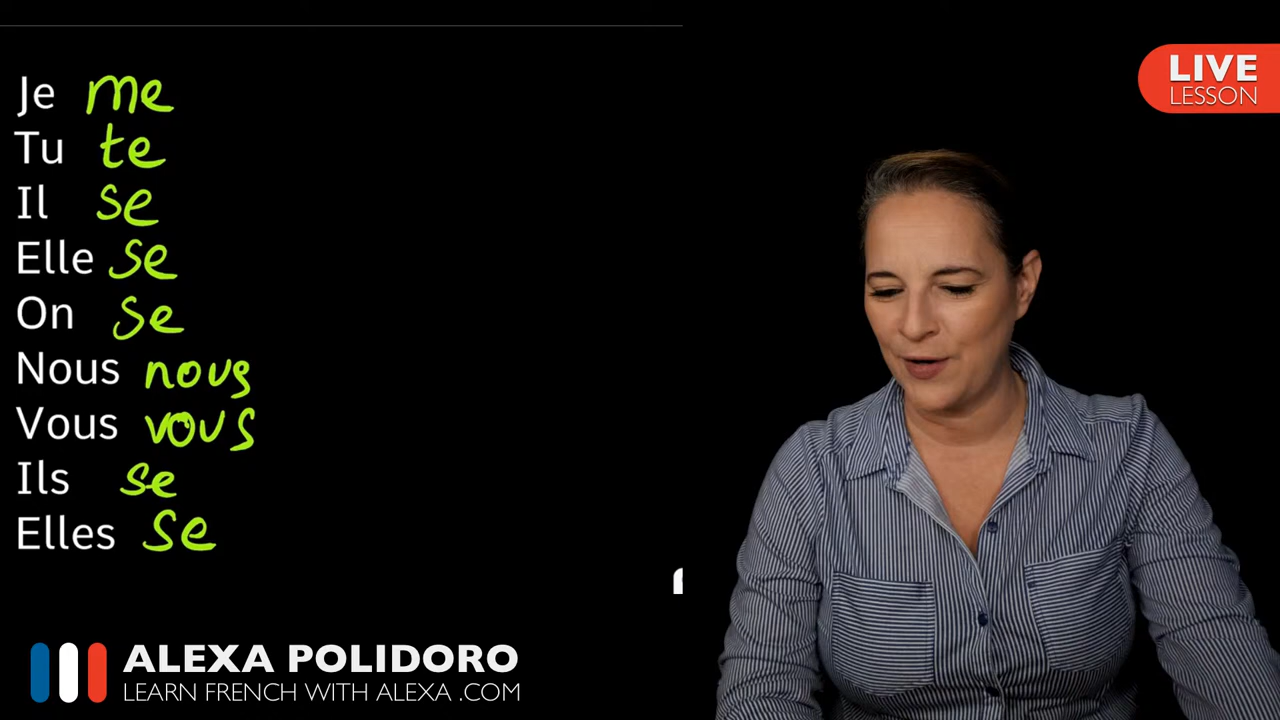 Je me
Tu te
Il se
Elle se
On se
Nous nous
Vous vous
Ils se
Elles se
ALEXA POLIDORO
LEARN FRENCH WITH ALEXA .COM
LIVE
LESSON